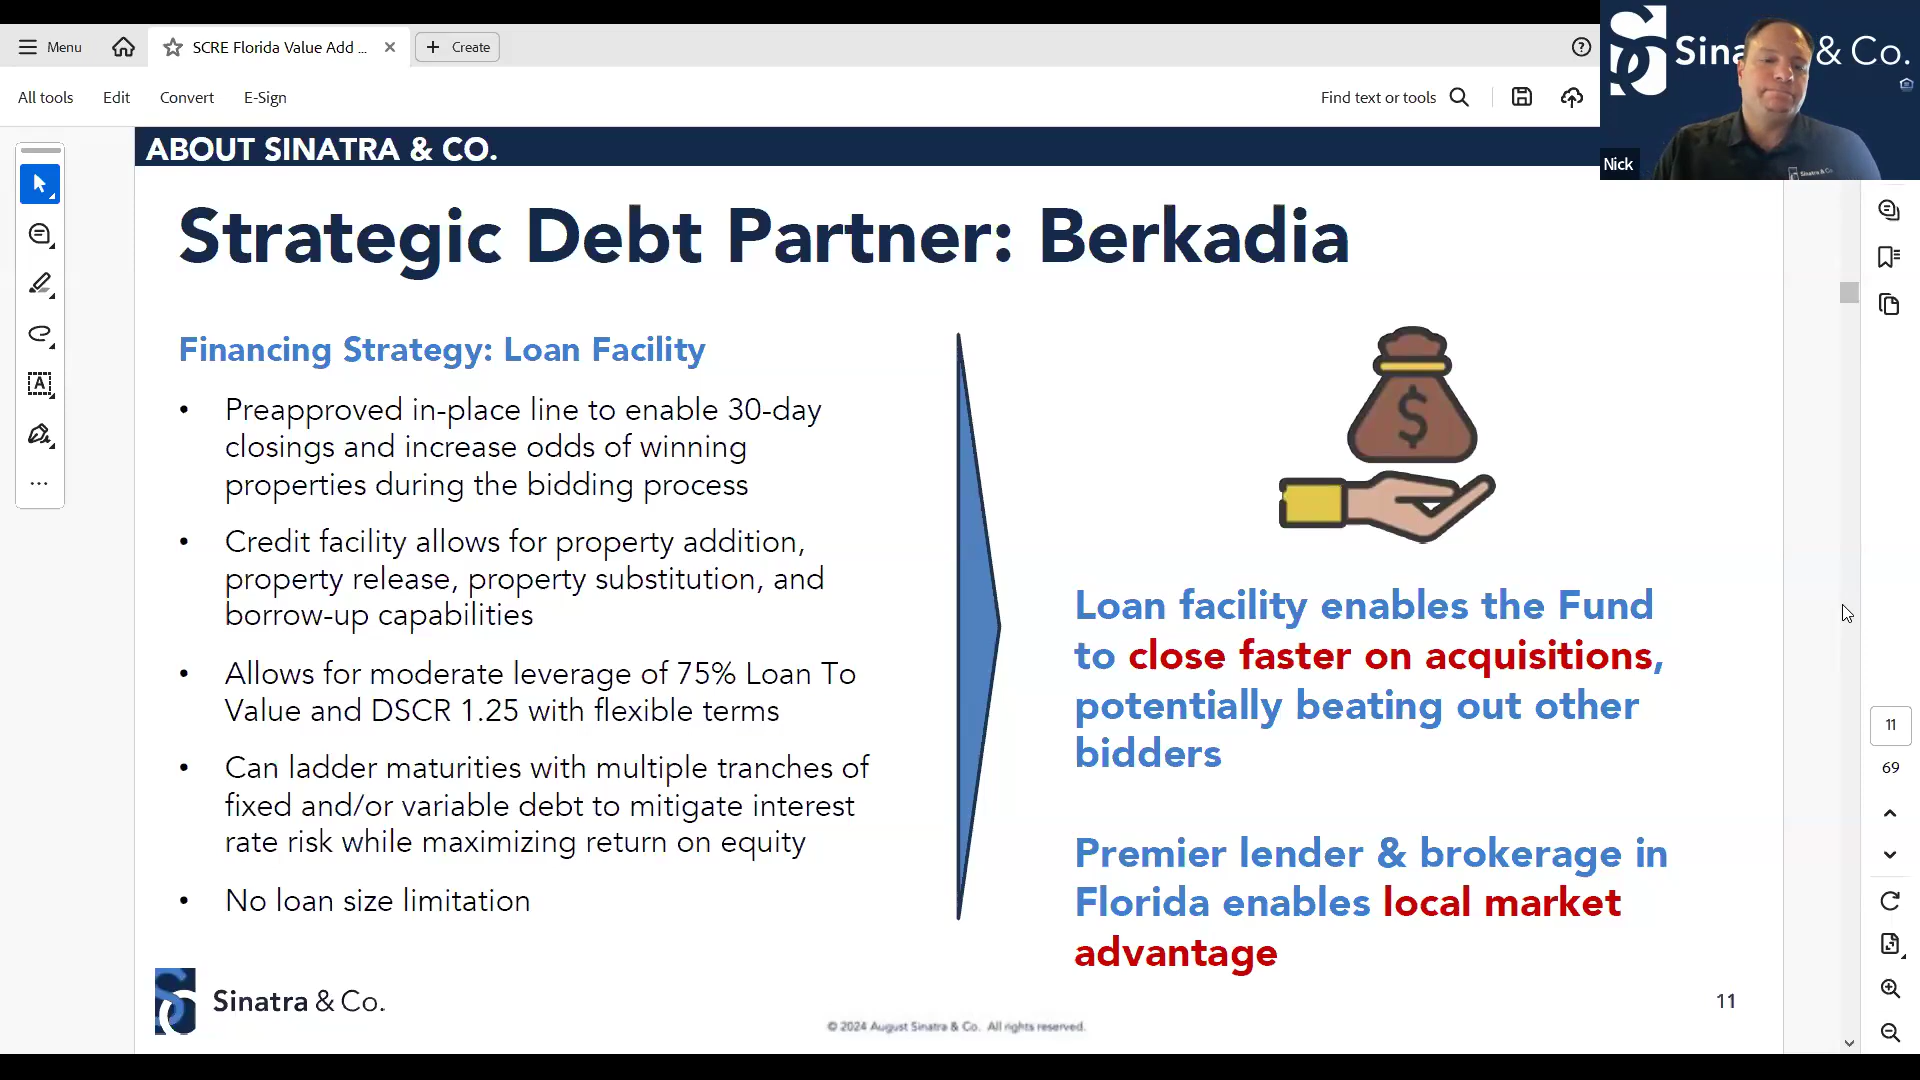 Menu
SCRE Florida Value Add ...
Create
Sina
& Co.
All tools
Edit
Convert
E-Sign
Find text or tools
Nick
Sinatra & Co.
ABOUT SINATRA & CO.
Strategic Debt Partner: Berkadia
Financing Strategy: Loan Facility
• Preapproved in-place line to enable 30-day
closings and increase odds of winning
properties during the bidding process
• Credit facility allows for property addition,
property release, property substitution, and
borrow-up capabilities
• Allows for moderate leverage of 75% Loan To
Value and DSCR 1.25 with flexible terms
• Can ladder maturities with multiple tranches of
fixed and/or variable debt to mitigate interest
rate risk while maximizing return on equity
• No loan size limitation
$
Loan facility enables the Fund
to close faster on acquisitions,
potentially beating out other
bidders
Premier lender & brokerage in
Florida enables local market
advantage
Sinatra & Co.
© 2024 August Sinatra & Co. All rights reserved.
11
11
69